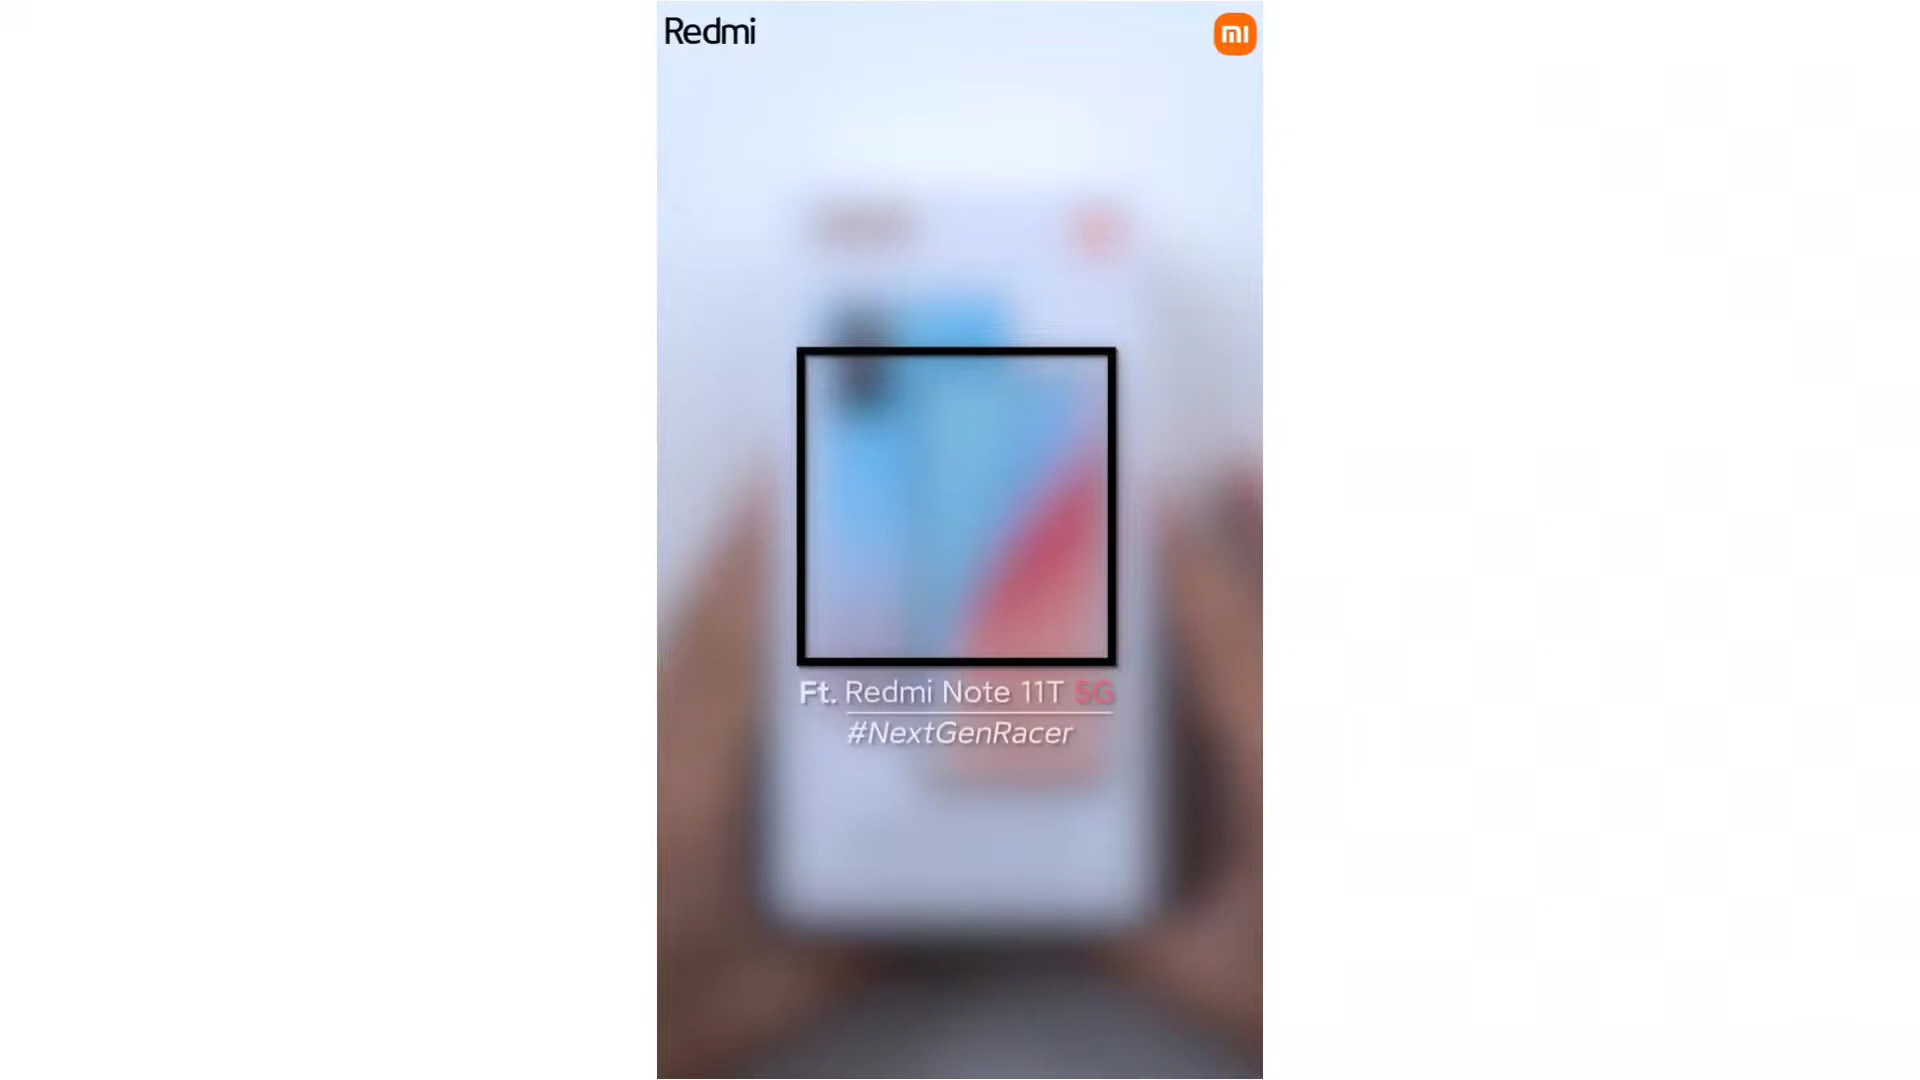 Redmi
mi
Ft. Redmi Note 11T 5G
#NextGenRacer